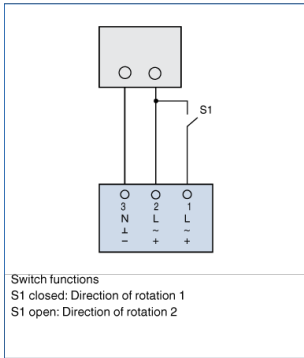 S1
3 2 1
N L L
⊥ ~ ~
− + +
Switch functions
S1 closed: Direction of rotation 1
S1 open: Direction of rotation 2